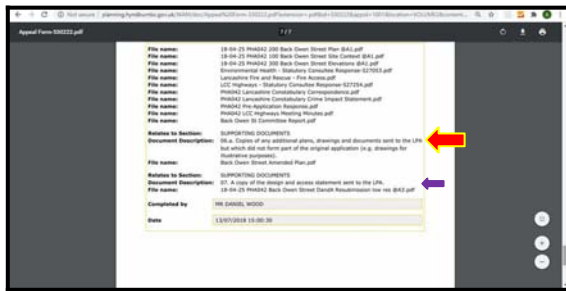 Not secure | planning.hyndburnbc.gov.uk/
Appeal Form-530222.pdf
7 / 7
File name: 18-04-25 PHA042 200 Back Owen Street Plan @A1.pdf
File name: 18-04-25 PHA042 100 Back Owen Street Site Context @A1.pdf
File name: 18-04-25 PHA042 300 Back Owen Street Elevations @A1.pdf
File name: Environmental Health - Statutory Consultee Response-527053.pdf
File name: Lancashire Fire and Rescue - Fire Access.pdf
File name: LCC Highways - Statutory Consultee Response-527254.pdf
File name: PHA042 Lancashire Constabulary Correspondence.pdf
File name: PHA042 Lancashire Constabulary Crime Impact Statement.pdf
File name: PHA042 Pre-Application Response.pdf
File name: PHA042 LCC Highways Meeting Minutes.pdf
File name: Back Owen St Committee Report.pdf
Relates to Section: SUPPORTING DOCUMENTS
Document Description: 06.a. Copies of any additional plans, drawings and documents sent to the LPA
but which did not form part of the original application (e.g. drawings for
illustrative purposes).
File name: Back Owen Street Amended Plan.pdf
Relates to Section: SUPPORTING DOCUMENTS
Document Description: 07. A copy of the design and access statement sent to the LPA.
File name: 18-04-25 PHA042 Back Owen Street DandA Resubmission low res @A3.pdf
Completed by MR DANIEL WOOD
Date 13/07/2018 15:00:30